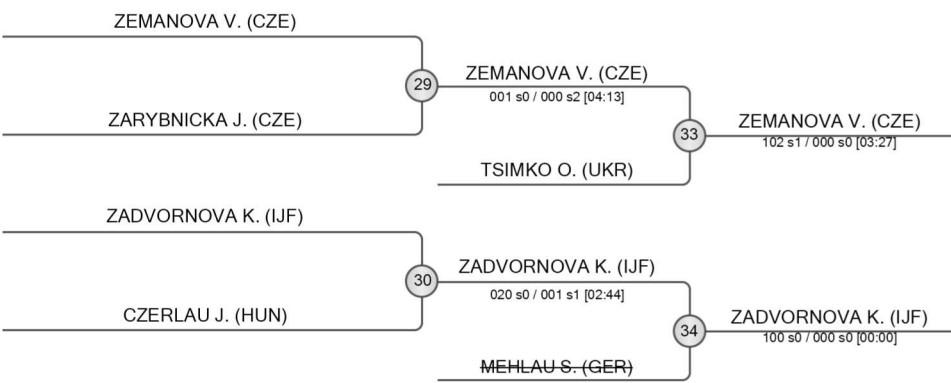 ZEMANOVA V. (CZE)
29
ZEMANOVA V. (CZE)
001 s0 / 000 s2 [04:13]
ZARYBNICKA J. (CZE)
33
ZEMANOVA V. (CZE)
102 s1 / 000 s0 [03:27]
TSIMKO O. (UKR)
ZADVORNOVA K. (IJF)
30
ZADVORNOVA K. (IJF)
020 s0 / 001 s1 [02:44]
CZERLAU J. (HUN)
34
ZADVORNOVA K. (IJF)
100 s0 / 000 s0 [00:00]
MEHLAU S. (GER)